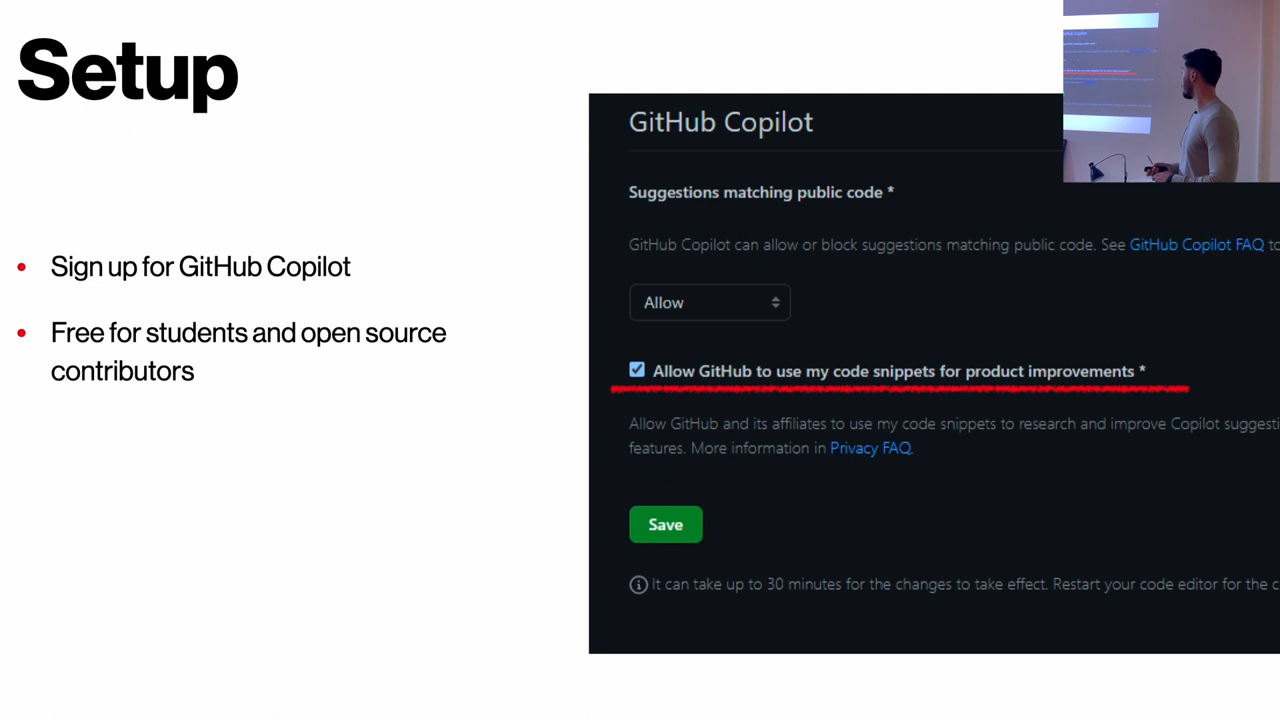 Setup
• Sign up for GitHub Copilot
• Free for students and open source
contributors
GitHub Copilot
Suggestions matching public code *
GitHub Copilot can allow or block suggestions matching public code. See GitHub Copilot FAQ to
Allow
Allow GitHub to use my code snippets for product improvements *
Allow GitHub and its affiliates to use my code snippets to research and improve Copilot suggesti
features. More information in Privacy FAQ.
Save
It can take up to 30 minutes for the changes to take effect. Restart your code editor for the c